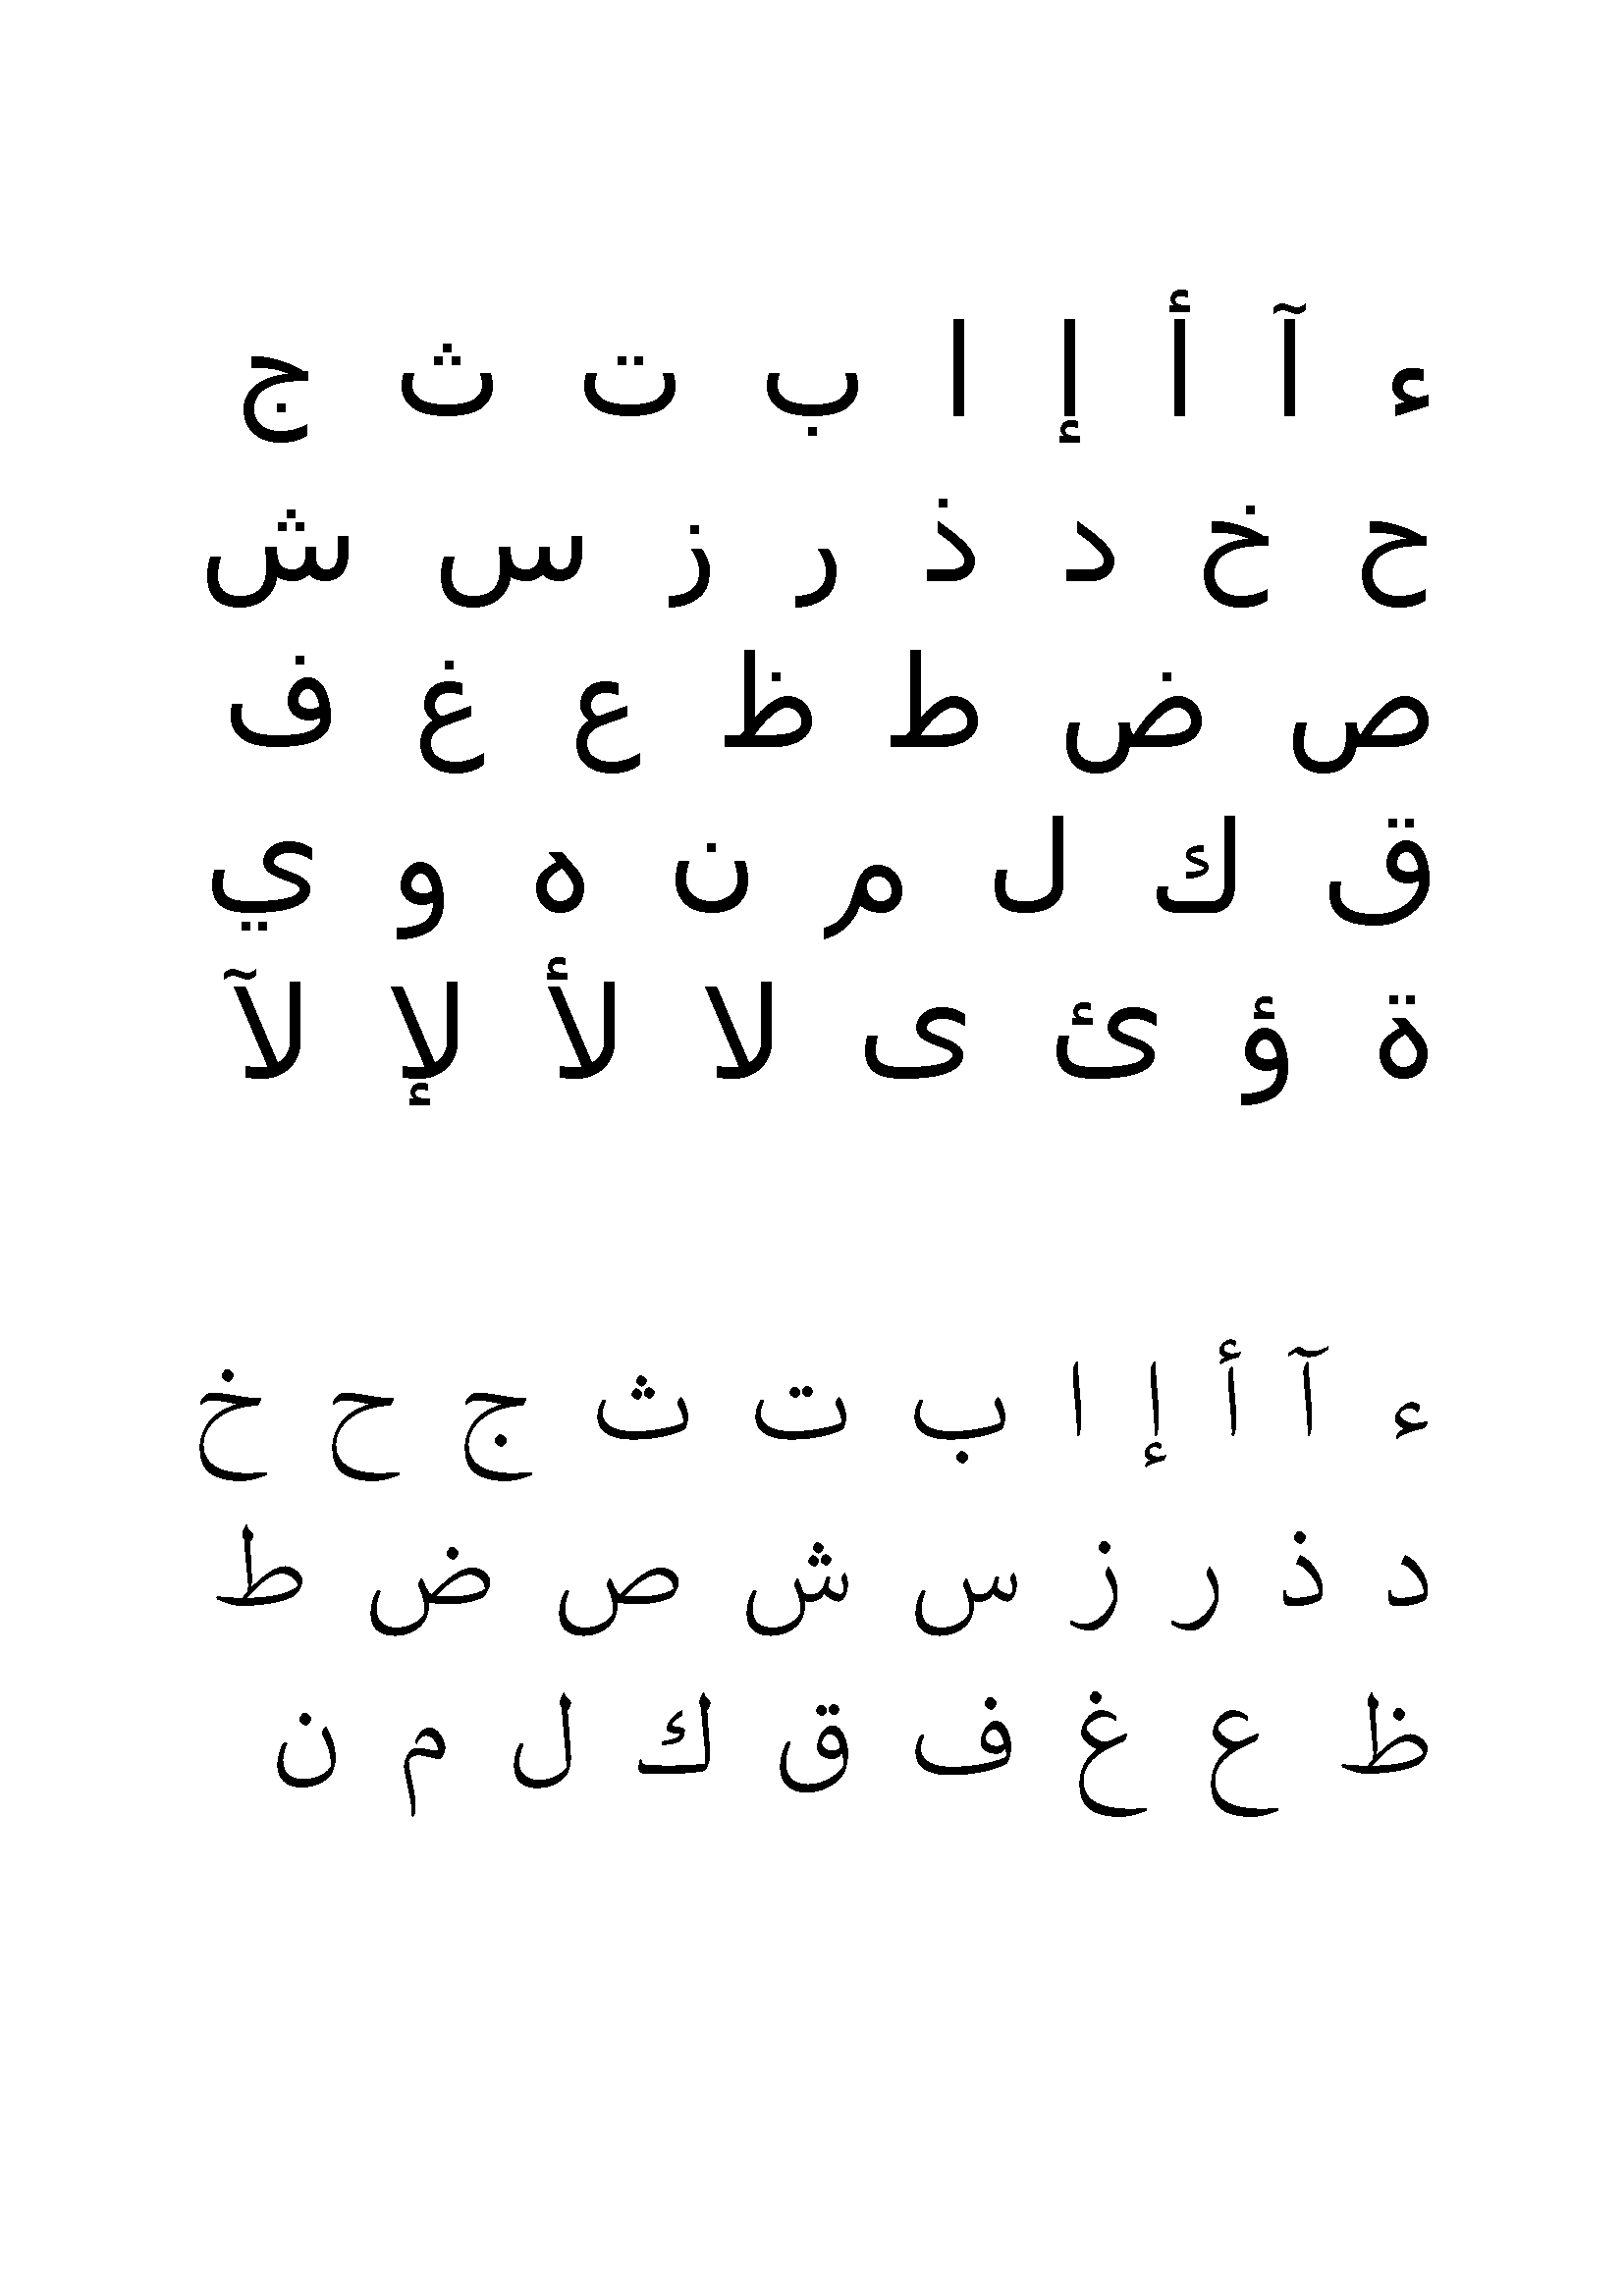 ء آ أ إ ا ب ت ث ج
ح خ د ذ ر ز س ش
ص ض ط ظ ع غ ف
ق ك ل م ن ه و ي
ة ؤ ئ ى لا لأ لإ لآ
ء آ أ إ ا ب ت ث ج ح خ
د ذ ر ز س ش ص ض ط
ظ ع غ ف ق ك ل م ن